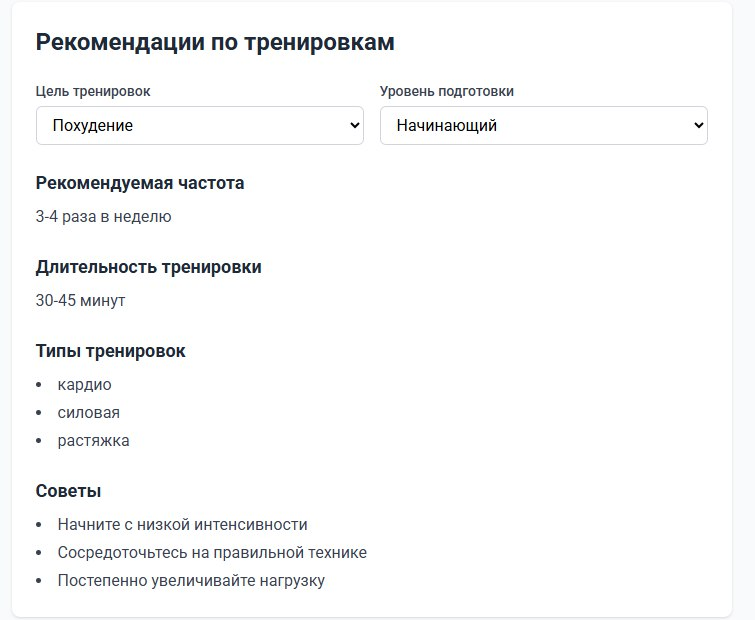 Рекомендации по тренировкам
Цель тренировок
Уровень подготовки
Похудение
Начинающий
Рекомендуемая частота
3-4 раза в неделю
Длительность тренировки
30-45 минут
Типы тренировок
• кардио
• силовая
• растяжка
Советы
• Начните с низкой интенсивности
• Сосредоточьтесь на правильной технике
• Постепенно увеличивайте нагрузку